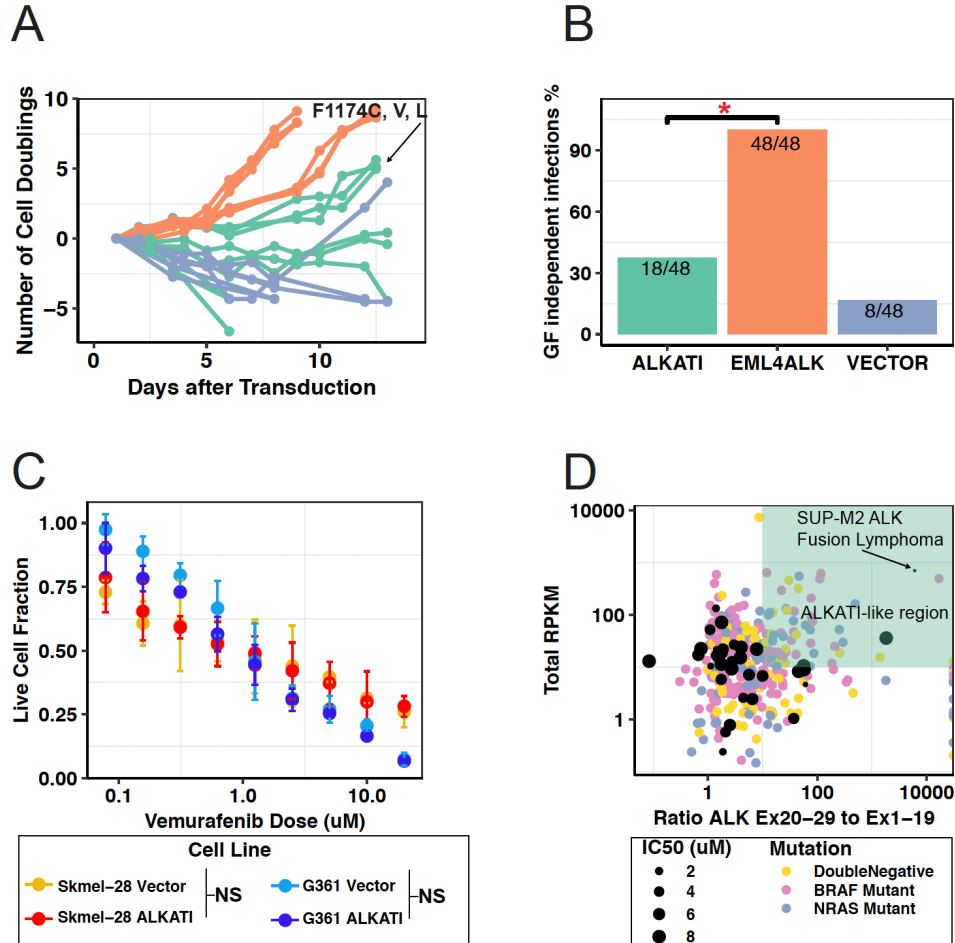 A
10
5
0
−5
0
5
10
Number of Cell Doublings
Days after Transduction
F1174C, V, L
B
90
60
30
0
GF independent infections %
*
18/48
48/48
8/48
ALKATI
EML4ALK
VECTOR
C
1.00
0.75
0.50
0.25
0.00
Live Cell Fraction
0.1
1.0
10.0
Vemurafenib Dose (uM)
Cell Line
Skmel−28 Vector
Skmel−28 ALKATI
NS
G361 Vector
G361 ALKATI
NS
D
10000
100
1
Total RPKM
SUP-M2 ALK
Fusion Lymphoma
ALKATI-like region
1
100
10000
Ratio ALK Ex20−29 to Ex1−19
IC50 (uM)
2
4
6
8
Mutation
DoubleNegative
BRAF Mutant
NRAS Mutant